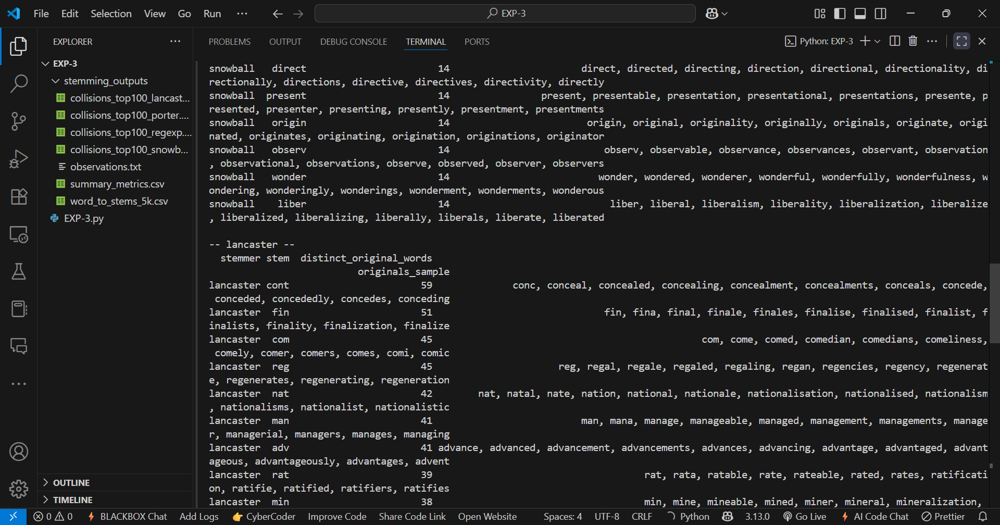 File Edit Selection View Go Run ··· EXP-3
EXPLORER ···
EXP-3
stemming_outputs
collisions_top100_lancast...
collisions_top100_porter....
collisions_top100_regexp....
collisions_top100_snowb...
observations.txt
summary_metrics.csv
word_to_stems_5k.csv
EXP-3.py
OUTLINE
TIMELINE
PROBLEMS OUTPUT DEBUG CONSOLE TERMINAL PORTS Python: EXP-3
snowball direct 14 direct, directed, directing, direction, directional, directionality, di
rectionally, directions, directive, directives, directivity, directly
snowball present 14 present, presentable, presentation, presentational, presentations, presente, p
resented, presenter, presenting, presently, presentment, presentments
snowball origin 14 origin, original, originality, originally, originals, originate, origi
nated, originates, originating, origination, originations, originator
snowball observ 14 observ, observable, observance, observances, observant, observation
, observational, observations, observe, observed, observer, observers
snowball wonder 14 wonder, wondered, wonderer, wonderful, wonderfully, wonderfulness, w
ondering, wonderingly, wonderings, wonderment, wonderments, wonderous
snowball liber 14 liber, liberal, liberalism, liberality, liberalization, liberalize
, liberalized, liberalizing, liberally, liberals, liberate, liberated
-- lancaster --
stemmer stem distinct_original_words
originals_sample
lancaster cont 59 conc, conceal, concealed, concealing, concealment, concealments, conceals, concede,
conceded, concededly, concedes, conceding
lancaster fin 51 fin, fina, final, finale, finales, finalise, finalised, finalist, f
inalists, finality, finalization, finalize
lancaster com 45 com, come, comed, comedian, comedians, comeliness,
comely, comer, comers, comes, comi, comic
lancaster reg 45 reg, regal, regale, regaled, regaling, regan, regencies, regency, regenerat
e, regenerates, regenerating, regeneration
lancaster nat 42 nat, natal, nate, nation, national, nationale, nationalisation, nationalised, nationalism
, nationalisms, nationalist, nationalistic
lancaster man 41 man, mana, manage, manageable, managed, management, managements, manage
r, managerial, managers, manages, managing
lancaster adv 41 advance, advanced, advancement, advancements, advances, advancing, advantage, advantaged, advant
ageous, advantageously, advantages, advent
lancaster rat 39 rat, rata, ratable, rate, rateable, rated, rates, ratificati
on, ratifie, ratified, ratifiers, ratifies
lancaster min 38 min, mine, mineable, mined, miner, mineral, mineralization,
0 0 BLACKBOX Chat Add Logs CyberCoder Improve Code Share Code Link Open Website Spaces: 4 UTF-8 CRLF Python 3.13.0 Go Live AI Code Chat Prettier